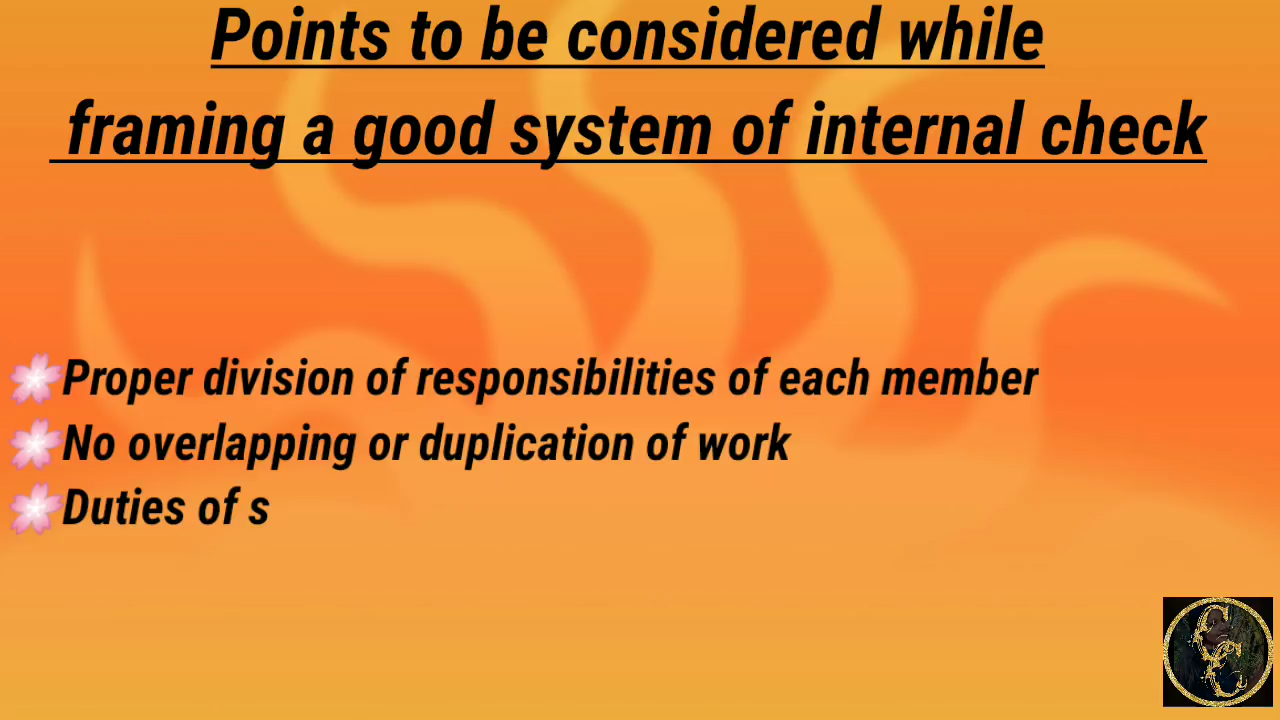 Points to be considered while
framing a good system of internal check
🌸Proper division of responsibilities of each member
🌸No overlapping or duplication of work
🌸Duties of s